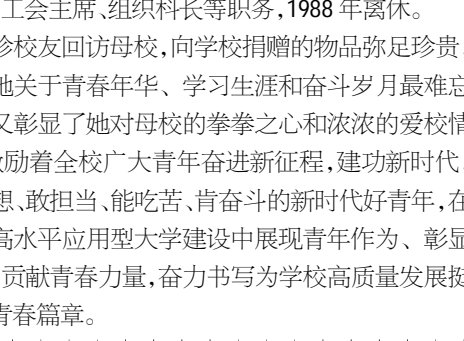 工会主席、组织科长等职务,1988 年离休。
珍校友回访母校,向学校捐赠的物品弥足珍贵
她关于青春年华、学习生涯和奋斗岁月最难忘
又彰显了她对母校的拳拳之心和浓浓的爱校情
励着全校广大青年奋进新征程,建功新时代
想、敢担当、能吃苦、肯奋斗的新时代好青年,在
高水平应用型大学建设中展现青年作为、彰显
贡献青春力量,奋力书写为学校高质量发展挺
青春篇章。